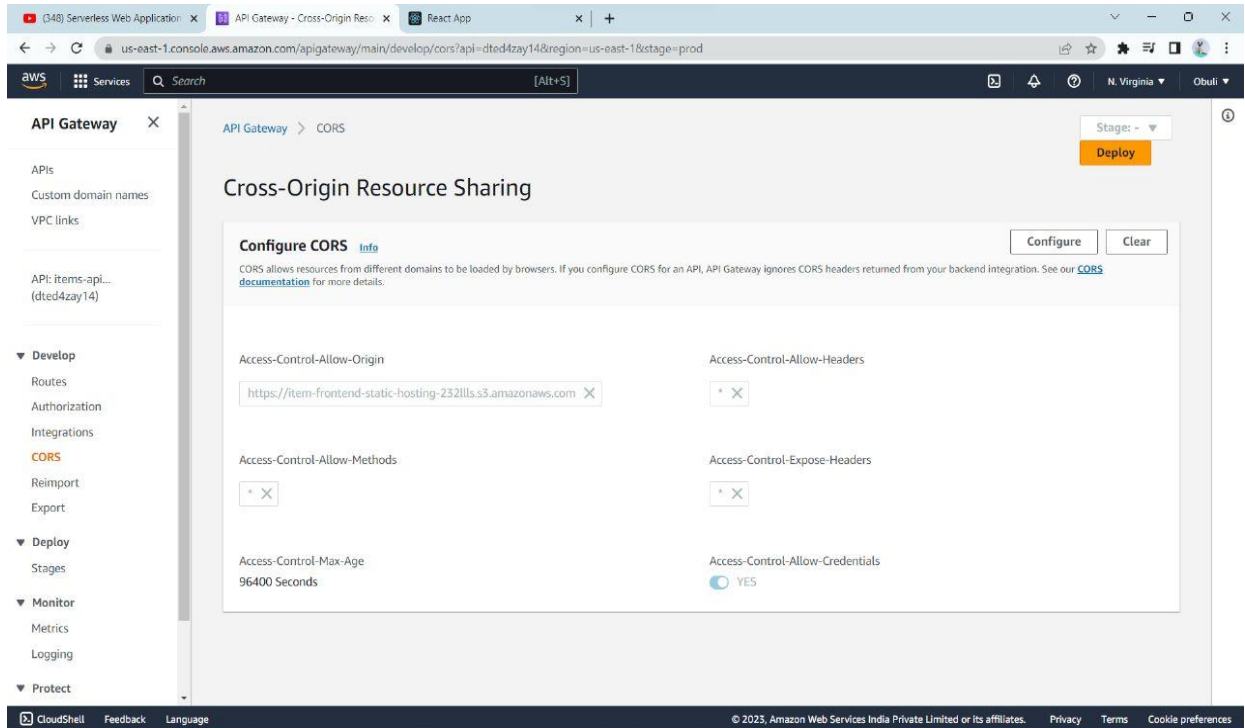 (348) Serverless Web Application
API Gateway - Cross-Origin Reso
React App
us-east-1.console.aws.amazon.com/apigateway/main/develop/cors?api=dted4zay14&region=us-east-1&stage=prod
aws
Services
Search
[Alt+S]
N. Virginia
Obuli
API Gateway
APIs
Custom domain names
VPC links
API: items-api...
(dted4zay14)
Develop
Routes
Authorization
Integrations
CORS
Reimport
Export
Deploy
Stages
Monitor
Metrics
Logging
Protect
API Gateway > CORS
Stage: -
Deploy
Cross-Origin Resource Sharing
Configure CORS Info
Configure
Clear
CORS allows resources from different domains to be loaded by browsers. If you configure CORS for an API, API Gateway ignores CORS headers returned from your backend integration. See our CORS
documentation for more details.
Access-Control-Allow-Origin
https://item-frontend-static-hosting-232llls.s3.amazonaws.com
Access-Control-Allow-Headers
*
Access-Control-Allow-Methods
*
Access-Control-Expose-Headers
*
Access-Control-Max-Age
96400 Seconds
Access-Control-Allow-Credentials
YES
CloudShell
Feedback
Language
© 2023, Amazon Web Services India Private Limited or its affiliates.
Privacy
Terms
Cookie preferences